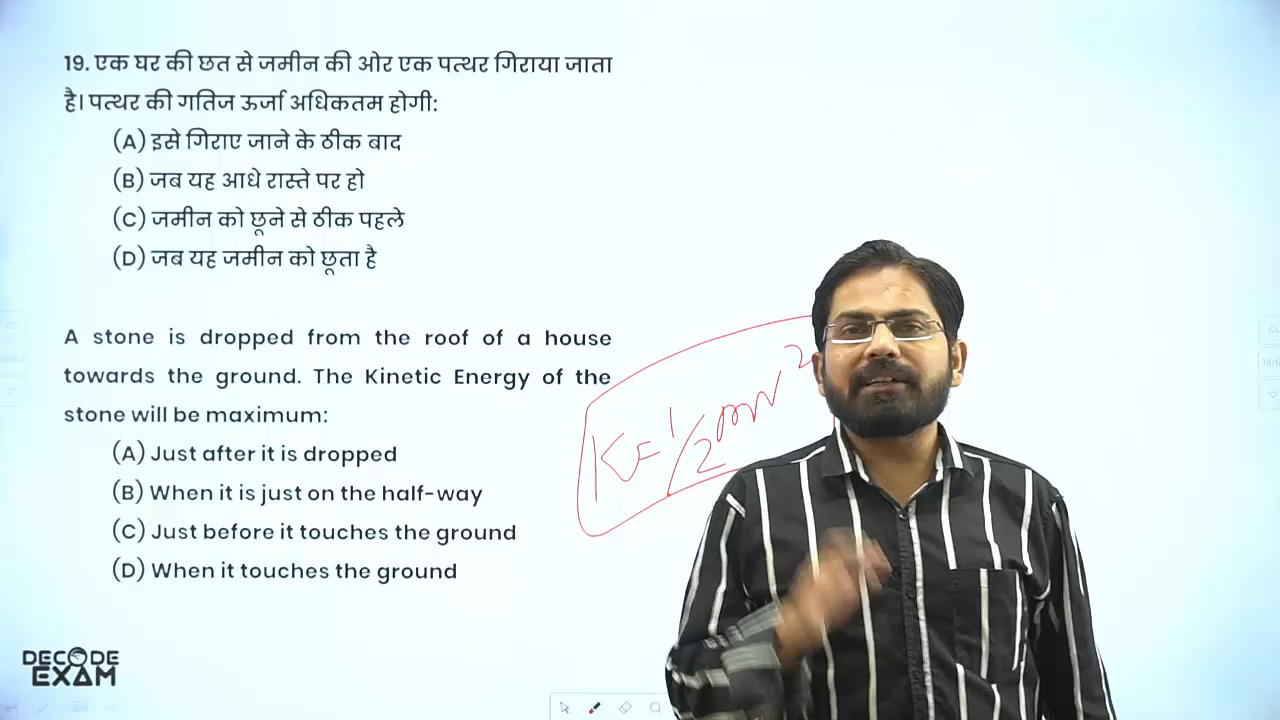 19. एक घर की छत से जमीन की ओर एक पत्थर गिराया जाता
है। पत्थर की गतिज ऊर्जा अधिकतम होगी:
(A) इसे गिराए जाने के ठीक बाद
(B) जब यह आधे रास्ते पर हो
(C) जमीन को छूने से ठीक पहले
(D) जब यह जमीन को छूता है
A stone is dropped from the roof of a house
towards the ground. The Kinetic Energy of the
stone will be maximum:
(A) Just after it is dropped
(B) When it is just on the half-way
(C) Just before it touches the ground
(D) When it touches the ground
K = 1/2 mv 2
DECODE
EXAM